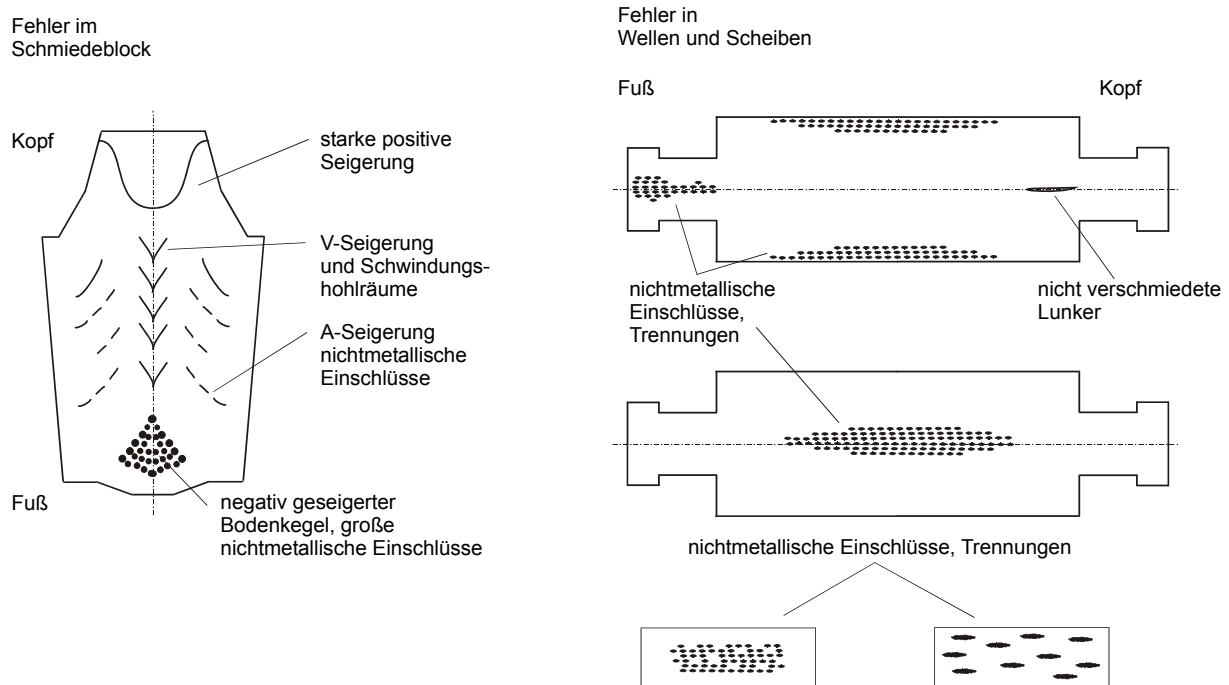 Fehler im
Schmiedeblock
Kopf
starke positive
Seigerung
V-Seigerung
und Schwindungs-
hohlräume
A-Seigerung
nichtmetallische
Einschlüsse
Fuß
negativ geseigerter
Bodenkegel, große
nichtmetallische Einschlüsse
Fehler in
Wellen und Scheiben
Fuß
Kopf
nichtmetallische
Einschlüsse,
Trennungen
nicht verschmiedete
Lunker
nichtmetallische Einschlüsse, Trennungen